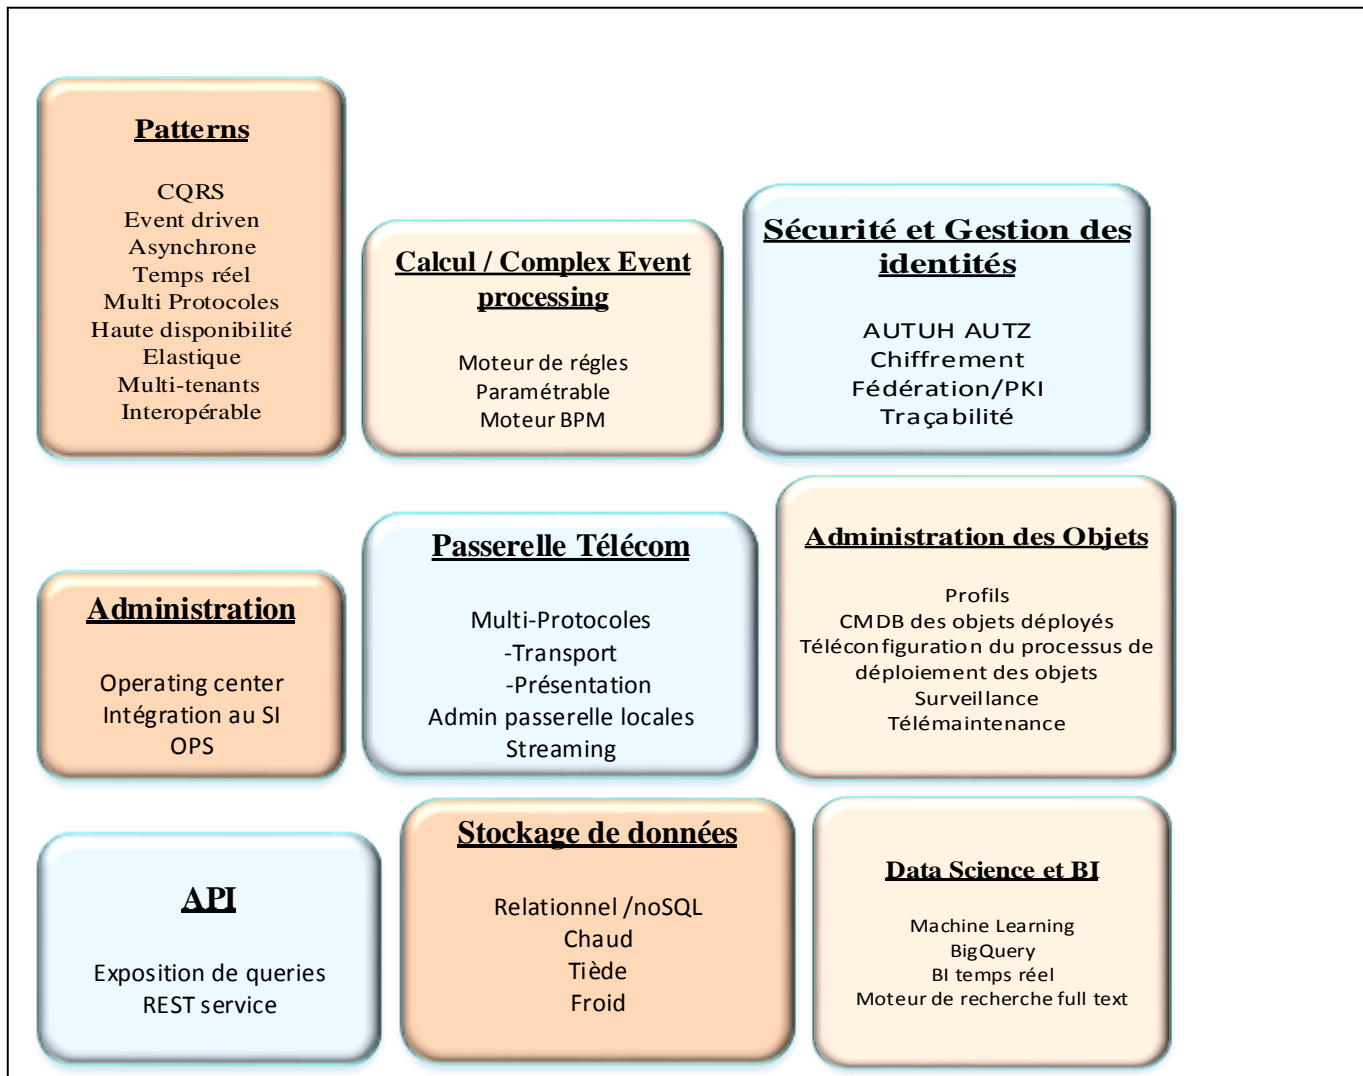 Patterns
CQRS
Event driven
Asynchrone
Temps réel
Multi Protocoles
Haute disponibilité
Elastique
Multi-tenants
Interopérable
Calcul / Complex Event
processing
Moteur de régles
Paramétrable
Moteur BPM
Sécurité et Gestion des
identités
AUTUH AUTZ
Chiffrement
Fédération/PKI
Traçabilité
Administration
Operating center
Intégration au SI
OPS
Passerelle Télécom
Multi-Protocoles
-Transport
-Présentation
Admin passerelle locales
Streaming
Administration des Objets
Profils
CMDB des objets déployés
Téléconfiguration du processus de
déploiement des objets
Surveillance
Télémaintenance
API
Exposition de queries
REST service
Stockage de données
Relationnel /noSQL
Chaud
Tiède
Froid
Data Science et BI
Machine Learning
BigQuery
BI temps réel
Moteur de recherche full text